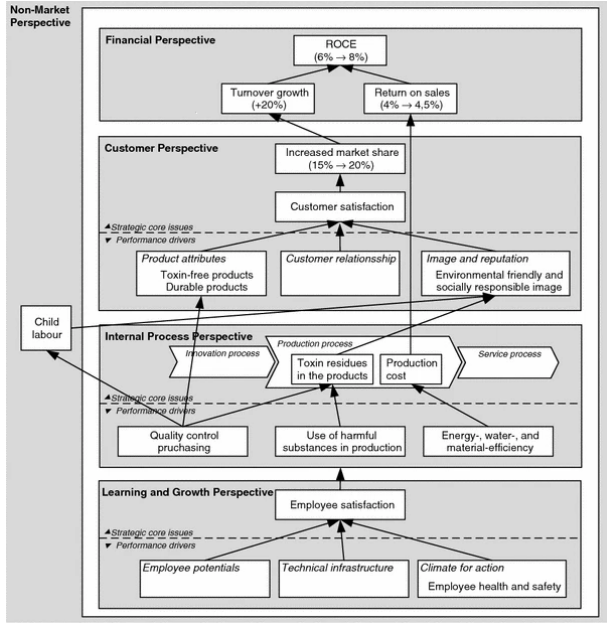 Non-Market
Perspective
Financial Perspective
ROCE
(6% → 8%)
Turnover growth
(+20%)
Return on sales
(4% → 4,5%)
Customer Perspective
Increased market share
(15% → 20%)
Customer satisfaction
Strategic core issues
Performance drivers
Product attributes
Toxin-free products
Durable products
Customer relationsship
Image and reputation
Environmental friendly and
socially responsible image
Child
labour
Internal Process Perspective
Innovation process
Production process
Toxin residues
in the products
Production
cost
Service process
Strategic core issues
Performance drivers
Quality control
pruchasing
Use of harmful
substances in production
Energy-, water-, and
material-efficiency
Learning and Growth Perspective
Employee satisfaction
Strategic core issues
Performance drivers
Employee potentials
Technical infrastructure
Climate for action
Employee health and safety